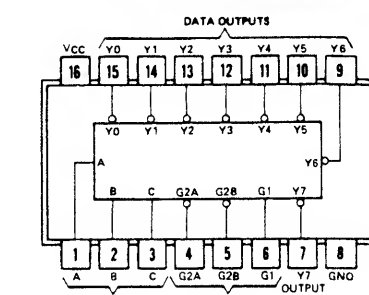 DATA OUTPUTS
VCC Y0 Y1 Y2 Y3 Y4 Y5 Y6
16 15 14 13 12 11 10 9
Y0 Y1 Y2 Y3 Y4 Y5
A Y6
B C G2A G2B G1 Y7
1 2 3 4 5 6 7 8
A B C G2A G2B G1 Y7 GND
OUTPUT